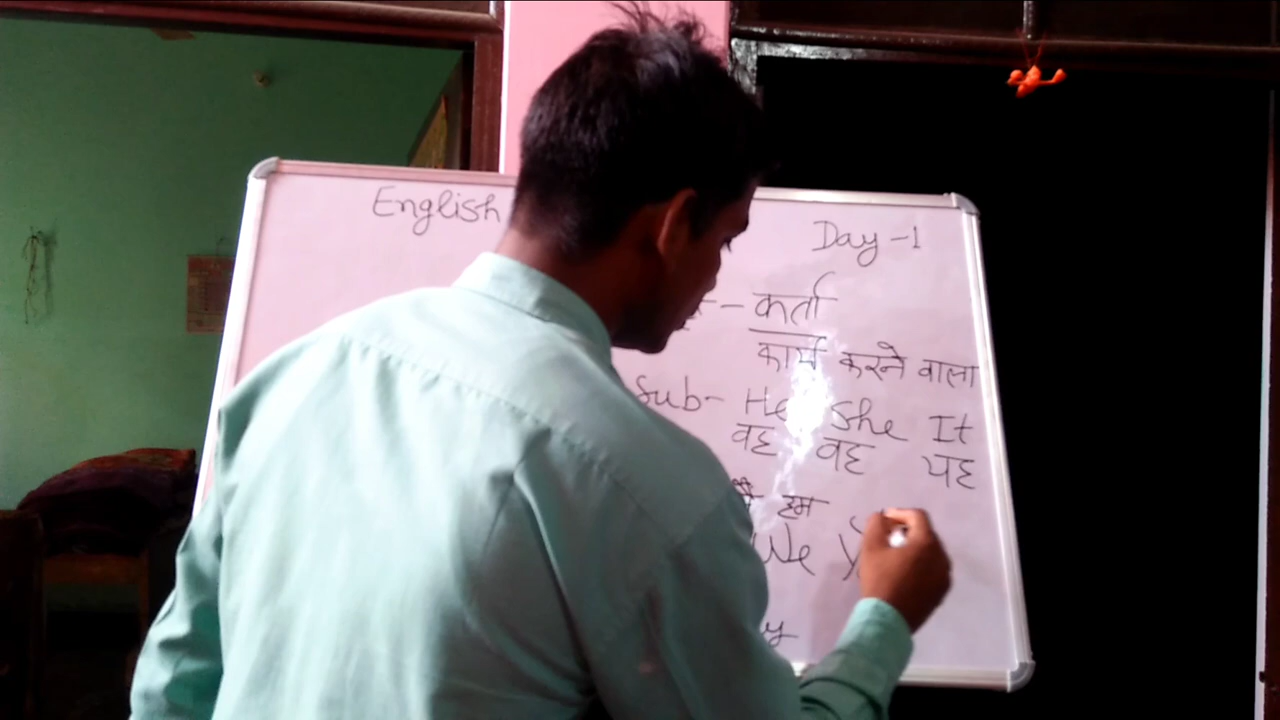 English
Day-1
- कर्ता
कार्य करने वाला
Sub- He She It
वह वह यह
हम
We